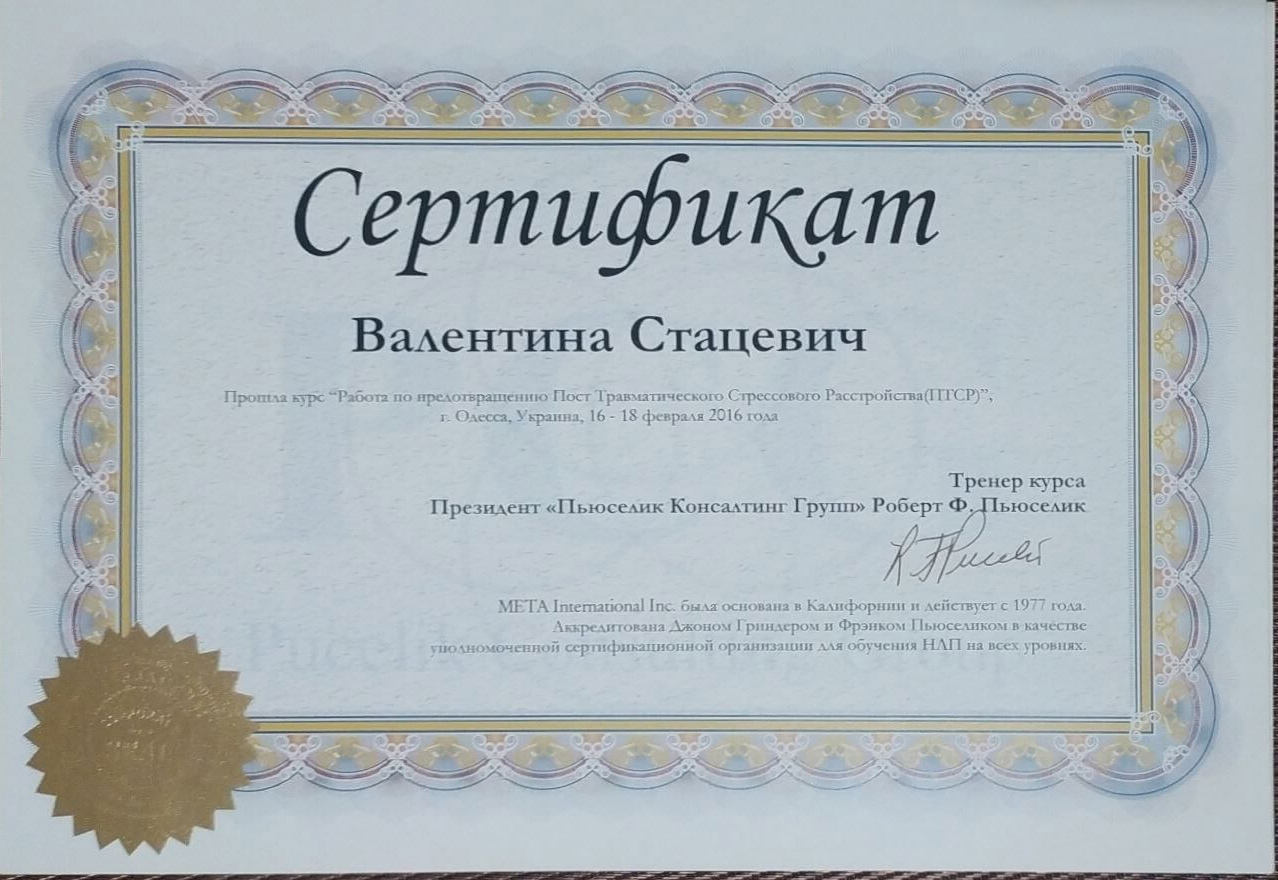 Сертификат
Валентина Стацевич
Прошла курс “Работа по предотвращению Пост Травматического Стрессового Расстройства(ПТСР)”,
г. Одесса, Украина, 16 - 18 февраля 2016 года
Тренер курса
Президент «Пьюселик Консалтинг Групп» Роберт Ф. Пьюселик
META International Inc. была основана в Калифорнии и действует с 1977 года.
Аккредитована Джоном Гриндером и Фрэнком Пьюселиком в качестве
уполномоченной сертификационной организации для обучения НЛП на всех уровнях.